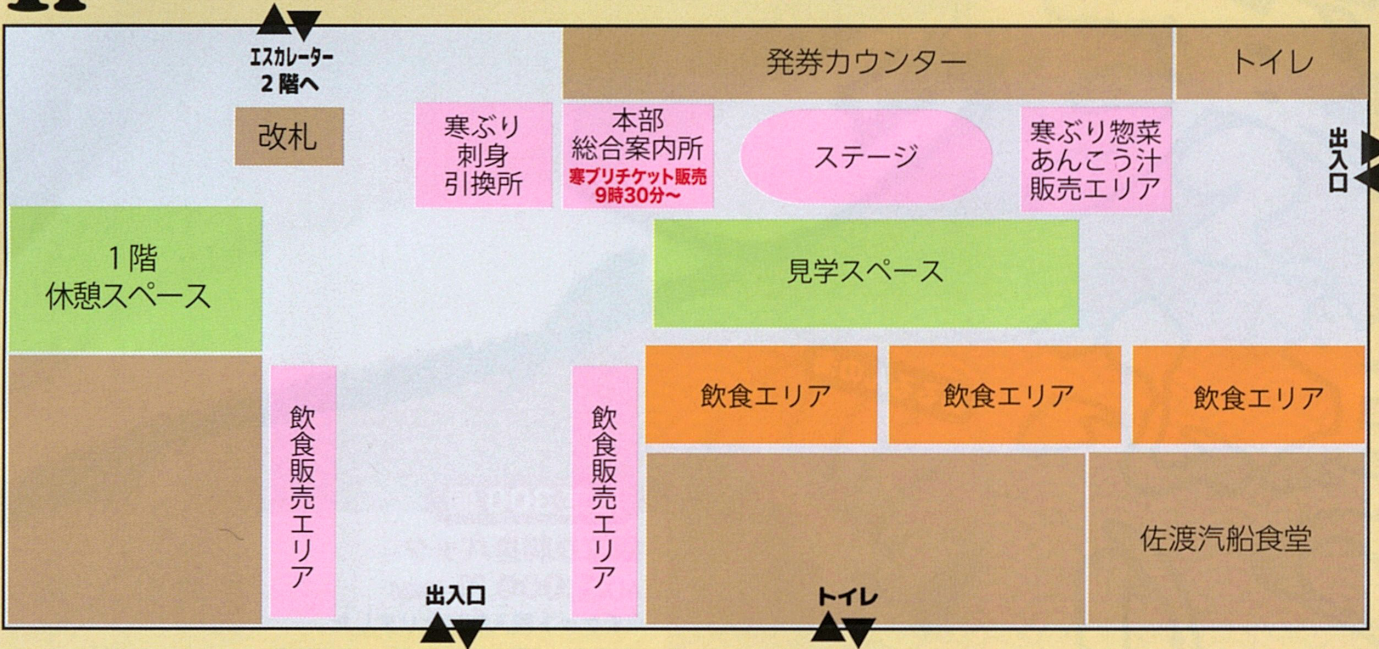 エスカレーター
2階へ
発券カウンター
トイレ
改札
寒ぶり
刺身
引換所
本部
総合案内所
寒ブリチケット販売
9時30分〜
ステージ
寒ぶり惣菜
あんこう汁
販売エリア
出入口
1階
休憩スペース
見学スペース
飲食エリア
飲食エリア
飲食エリア
飲食販売エリア
飲食販売エリア
佐渡汽船食堂
出入口
トイレ